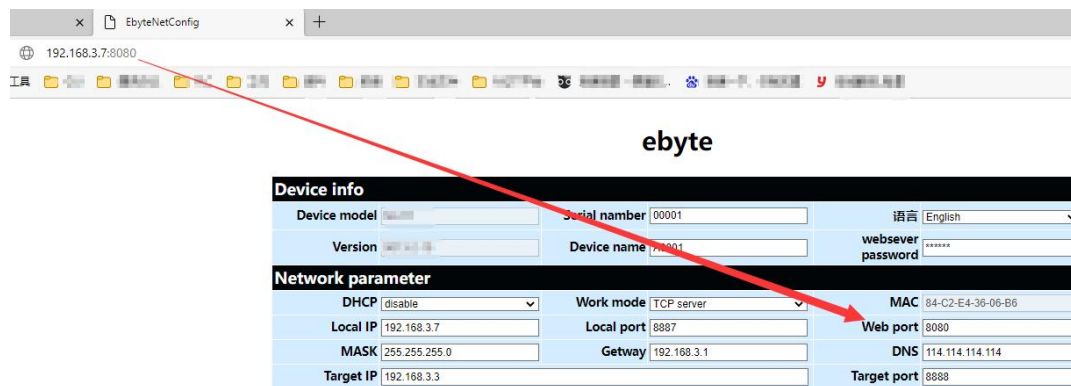 EbyteNetConfig
192.168.3.7:8080
工具
ebyte
Device info
Device model Serial number 00001 语言 English
Version Device name A0001 websever password ******
Network parameter
DHCP disable Work mode TCP server MAC 84-C2-E4-36-06-B6
Local IP 192.168.3.7 Local port 8887 Web port 8080
MASK 255.255.255.0 Getway 192.168.3.1 DNS 114.114.114.114
Target IP 192.168.3.3 Target port 8888